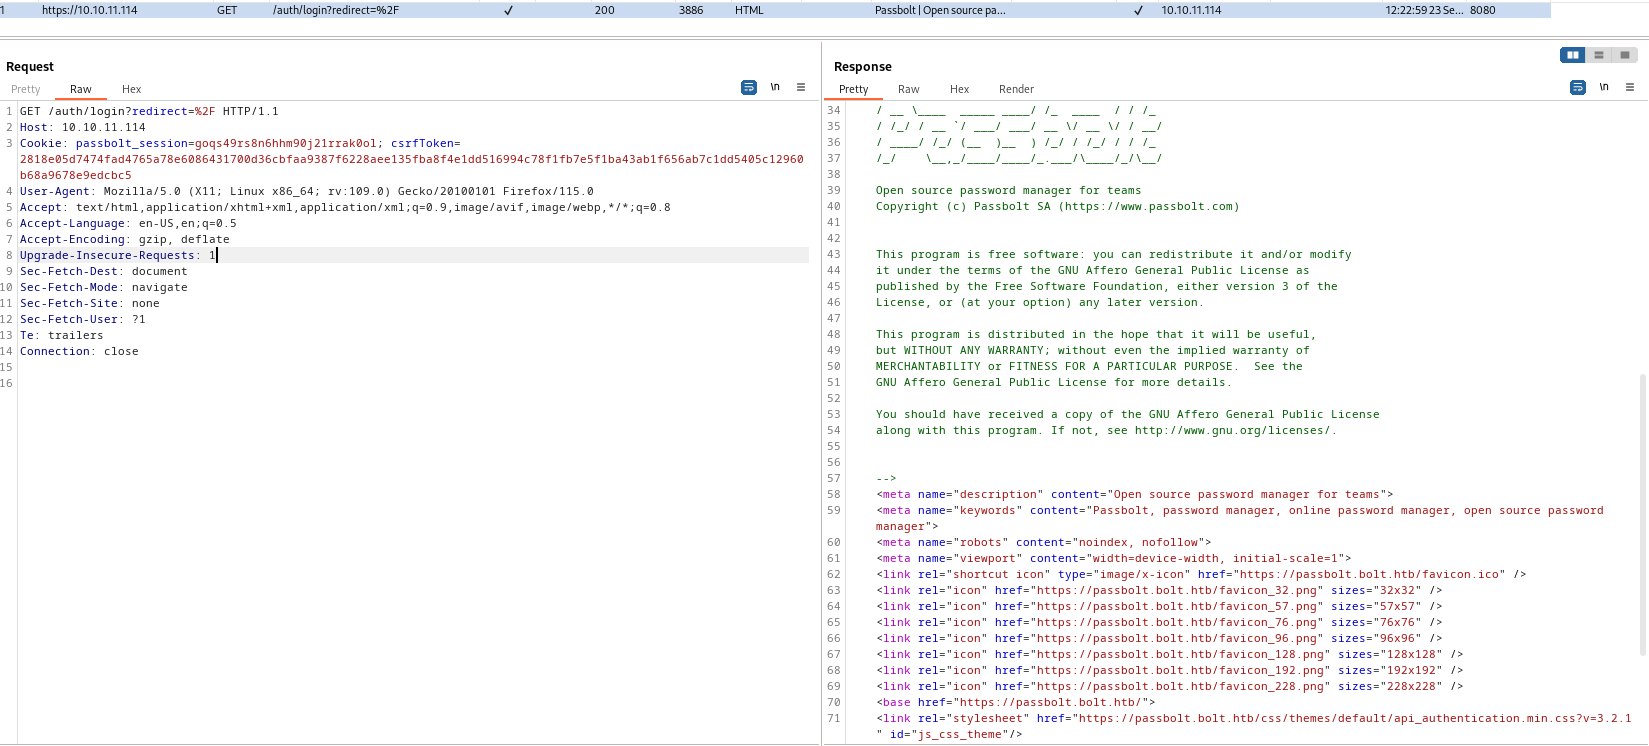 1 https://10.10.11.114 GET /auth/login?redirect=%2F ✓ 200 3886 HTML Passbolt | Open source pa... ✓ 10.10.11.114 12:22:59 23 Se... 8080
Request
Pretty Raw Hex
\n
1 GET /auth/login?redirect=%2F HTTP/1.1
2 Host: 10.10.11.114
3 Cookie: passbolt_session=goqs49rs8n6hhm90j21rrak0ol; csrfToken=
2818e05d7474fad4765a78e6086431700d36cbfaa9387f6228aee135fba8f4e1dd516994c78f1fb7e5f1ba43ab1f656ab7c1dd5405c12960
b68a9678e9edcbc5
4 User-Agent: Mozilla/5.0 (X11; Linux x86_64; rv:109.0) Gecko/20100101 Firefox/115.0
5 Accept: text/html,application/xhtml+xml,application/xml;q=0.9,image/avif,image/webp,*/*;q=0.8
6 Accept-Language: en-US,en;q=0.5
7 Accept-Encoding: gzip, deflate
8 Upgrade-Insecure-Requests: 1
9 Sec-Fetch-Dest: document
10 Sec-Fetch-Mode: navigate
11 Sec-Fetch-Site: none
12 Sec-Fetch-User: ?1
13 Te: trailers
14 Connection: close
15
16
Response
Pretty Raw Hex Render
\n
34 / __ \____  _____ ____/ /_  ____  / / /_
35 / /_/ / __ `/ ___/ ___/ __ \/ __ \/ / __/
36 / ____/ /_/ (__  )__  ) /_/ / /_/ / / /_
37 /_/    \__,_/____/____/_.___/\____/_/\__/
38
39 Open source password manager for teams
40 Copyright (c) Passbolt SA (https://www.passbolt.com)
41
42
43 This program is free software: you can redistribute it and/or modify
44 it under the terms of the GNU Affero General Public License as
45 published by the Free Software Foundation, either version 3 of the
46 License, or (at your option) any later version.
47
48 This program is distributed in the hope that it will be useful,
49 but WITHOUT ANY WARRANTY; without even the implied warranty of
50 MERCHANTABILITY or FITNESS FOR A PARTICULAR PURPOSE.  See the
51 GNU Affero General Public License for more details.
52
53 You should have received a copy of the GNU Affero General Public License
54 along with this program. If not, see http://www.gnu.org/licenses/.
55
56
57 -->
58 <meta name="description" content="Open source password manager for teams">
59 <meta name="keywords" content="Passbolt, password manager, online password manager, open source password
manager">
60 <meta name="robots" content="noindex, nofollow">
61 <meta name="viewport" content="width=device-width, initial-scale=1">
62 <link rel="shortcut icon" type="image/x-icon" href="https://passbolt.bolt.htb/favicon.ico" />
63 <link rel="icon" href="https://passbolt.bolt.htb/favicon_32.png" sizes="32x32" />
64 <link rel="icon" href="https://passbolt.bolt.htb/favicon_57.png" sizes="57x57" />
65 <link rel="icon" href="https://passbolt.bolt.htb/favicon_76.png" sizes="76x76" />
66 <link rel="icon" href="https://passbolt.bolt.htb/favicon_96.png" sizes="96x96" />
67 <link rel="icon" href="https://passbolt.bolt.htb/favicon_128.png" sizes="128x128" />
68 <link rel="icon" href="https://passbolt.bolt.htb/favicon_192.png" sizes="192x192" />
69 <link rel="icon" href="https://passbolt.bolt.htb/favicon_228.png" sizes="228x228" />
70 <base href="https://passbolt.bolt.htb/">
71 <link rel="stylesheet" href="https://passbolt.bolt.htb/css/themes/default/api_authentication.min.css?v=3.2.1
" id="js_css_theme"/>